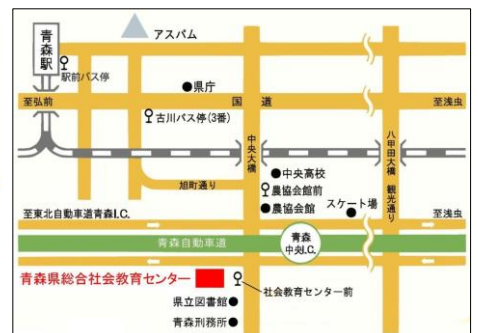 アスパム
青森駅
駅前バス停
県庁
至弘前
国道
至浅虫
古川バス停(3番)
中央大橋
八甲田大橋 観光通り
中央高校
農協会館前
農協会館
スケート場
旭町通り
至東北自動車道青森I.C.
至浅虫
青森自動車道
青森
中央I.C.
青森県総合社会教育センター
社会教育センター前
県立図書館
青森刑務所